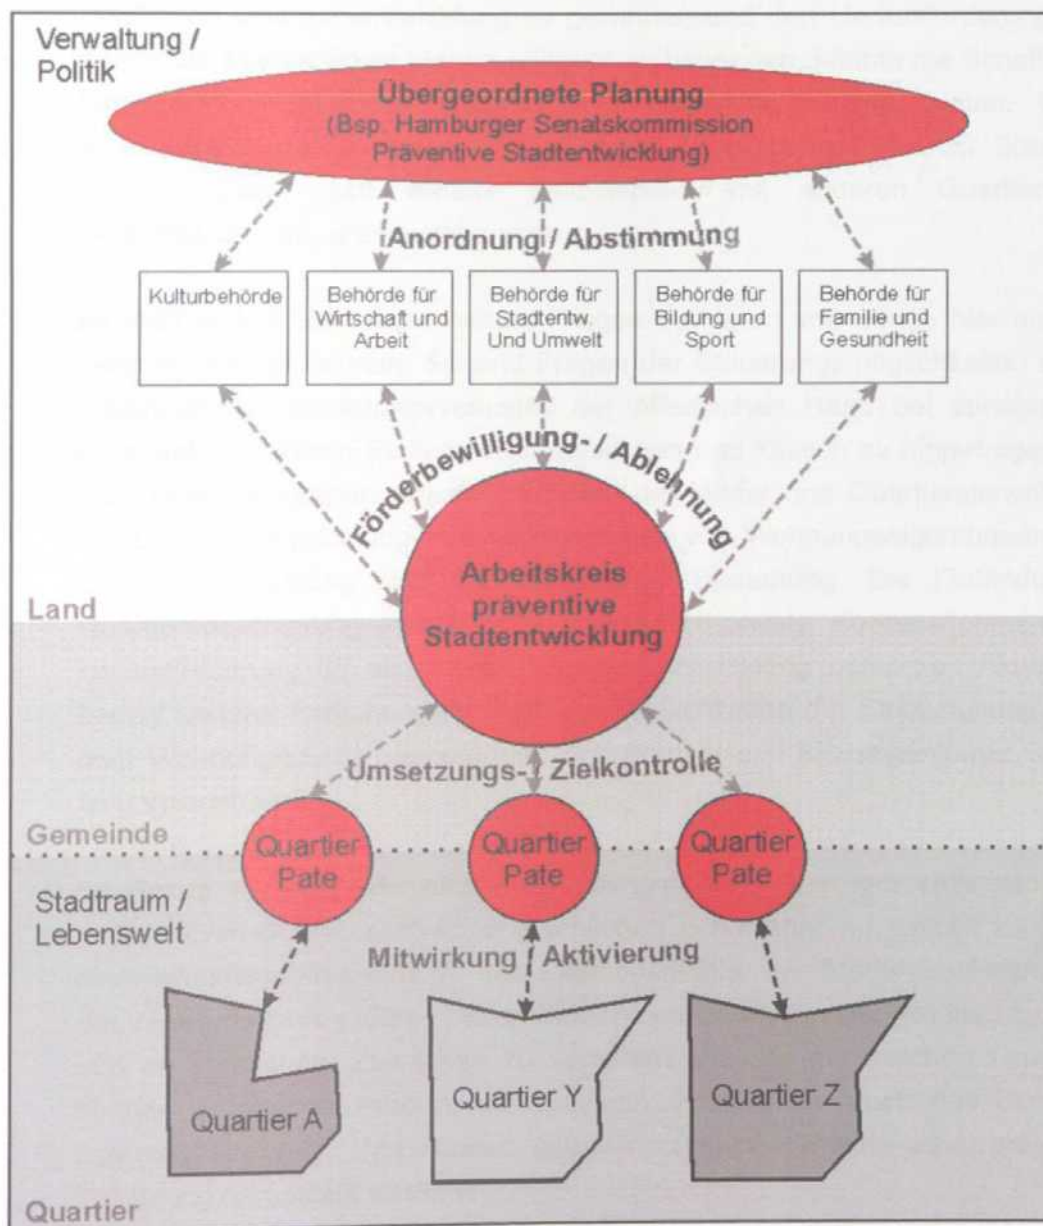 Verwaltung /
Politik
Übergeordnete Planung
(Bsp. Hamburger Senatskommission
Präventive Stadtentwicklung)
Anordnung / Abstimmung
Kulturbehörde
Behörde für
Wirtschaft und
Arbeit
Behörde für
Stadtentw.
Und Umwelt
Behörde für
Bildung und
Sport
Behörde für
Familie und
Gesundheit
Förderbewilligung- / Ablehnung
Arbeitskreis
präventive
Stadtentwicklung
Land
Umsetzungs- / Zielkontrolle
Gemeinde
Quartier
Pate
Quartier
Pate
Quartier
Pate
Stadtraum /
Lebenswelt
Mitwirkung / Aktivierung
Quartier A
Quartier Y
Quartier Z
Quartier